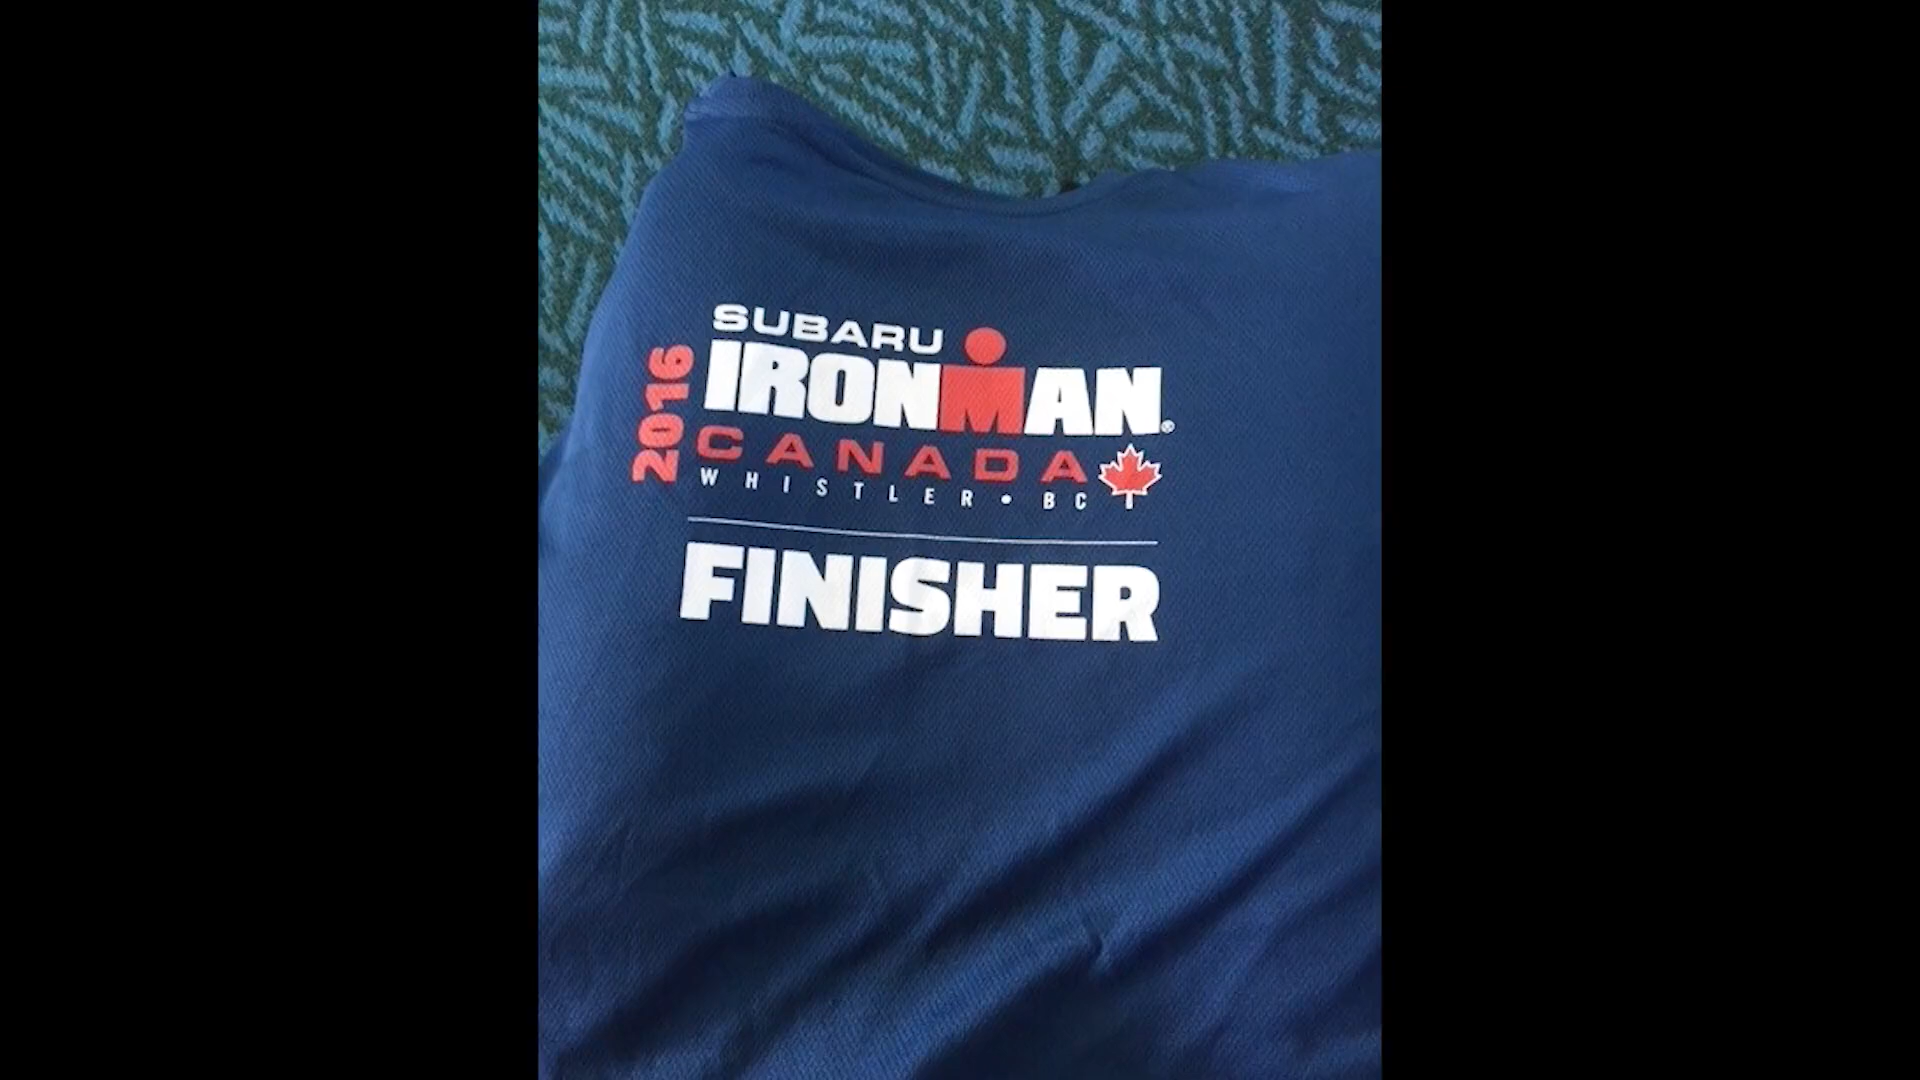 SUBARU
IRONMAN®
2016
CANADA
WHISTLER • BC
FINISHER